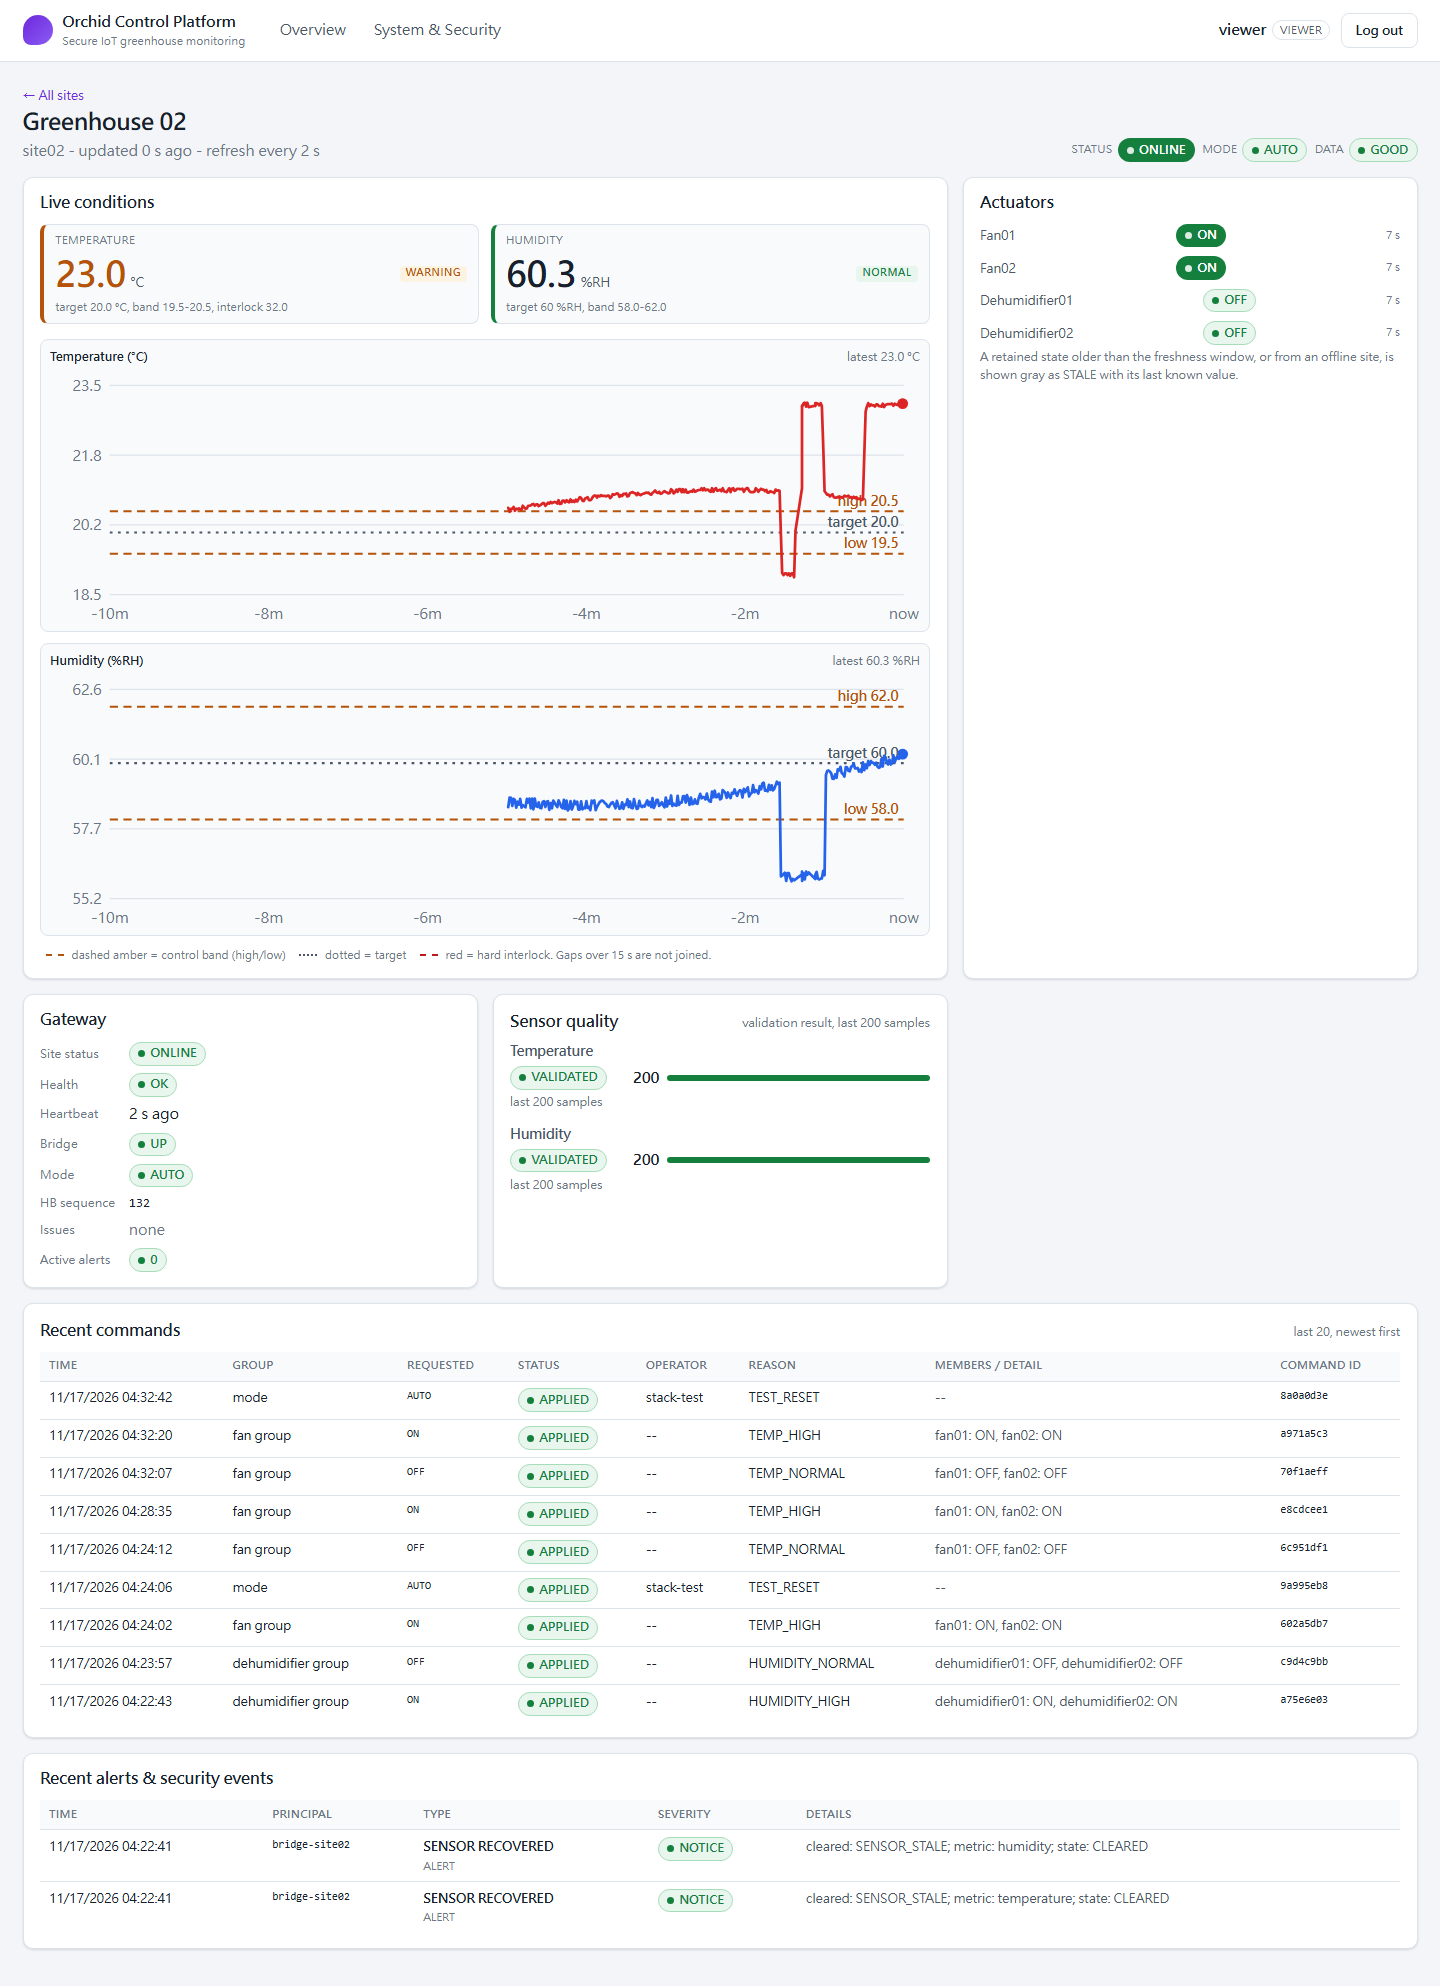 Orchid Control Platform
Secure IoT greenhouse monitoring
Overview
System & Security
viewer VIEWER
Log out
← All sites
Greenhouse 02
site02 - updated 0 s ago - refresh every 2 s
STATUS ONLINE MODE AUTO DATA GOOD
Live conditions
TEMPERATURE
23.0 °C
WARNING
target 20.0 °C, band 19.5-20.5, interlock 32.0
HUMIDITY
60.3 %RH
NORMAL
target 60 %RH, band 58.0-62.0
Temperature (°C)
latest 23.0 °C
23.5
21.8
20.2
18.5
high 20.5
target 20.0
low 19.5
-10m -8m -6m -4m -2m now
Humidity (%RH)
latest 60.3 %RH
62.6
60.1
57.7
55.2
high 62.0
target 60.0
low 58.0
-10m -8m -6m -4m -2m now
dashed amber = control band (high/low) dotted = target red = hard interlock. Gaps over 15 s are not joined.
Actuators
Fan01 ON 7 s
Fan02 ON 7 s
Dehumidifier01 OFF 7 s
Dehumidifier02 OFF 7 s
A retained state older than the freshness window, or from an offline site, is
shown gray as STALE with its last known value.
Gateway
Site status ONLINE
Health OK
Heartbeat 2 s ago
Bridge UP
Mode AUTO
HB sequence 132
Issues none
Active alerts 0
Sensor quality
validation result, last 200 samples
Temperature
VALIDATED 200
last 200 samples
Humidity
VALIDATED 200
last 200 samples
Recent commands
last 20, newest first
TIME GROUP REQUESTED STATUS OPERATOR REASON MEMBERS / DETAIL COMMAND ID
11/17/2026 04:32:42 mode AUTO APPLIED stack-test TEST_RESET -- 8a0a0d3e
11/17/2026 04:32:20 fan group ON APPLIED -- TEMP_HIGH fan01: ON, fan02: ON a971a5c3
11/17/2026 04:32:07 fan group OFF APPLIED -- TEMP_NORMAL fan01: OFF, fan02: OFF 70f1aeff
11/17/2026 04:28:35 fan group ON APPLIED -- TEMP_HIGH fan01: ON, fan02: ON e8cdcee1
11/17/2026 04:24:12 fan group OFF APPLIED -- TEMP_NORMAL fan01: OFF, fan02: OFF 6c951df1
11/17/2026 04:24:06 mode AUTO APPLIED stack-test TEST_RESET -- 9a995eb8
11/17/2026 04:24:02 fan group ON APPLIED -- TEMP_HIGH fan01: ON, fan02: ON 602a5db7
11/17/2026 04:23:57 dehumidifier group OFF APPLIED -- HUMIDITY_NORMAL dehumidifier01: OFF, dehumidifier02: OFF c9d4c9bb
11/17/2026 04:22:43 dehumidifier group ON APPLIED -- HUMIDITY_HIGH dehumidifier01: ON, dehumidifier02: ON a75e6e03
Recent alerts & security events
TIME PRINCIPAL TYPE SEVERITY DETAILS
11/17/2026 04:22:41 bridge-site02 SENSOR RECOVERED NOTICE cleared: SENSOR_STALE; metric: humidity; state: CLEARED
ALERT
11/17/2026 04:22:41 bridge-site02 SENSOR RECOVERED NOTICE cleared: SENSOR_STALE; metric: temperature; state: CLEARED
ALERT